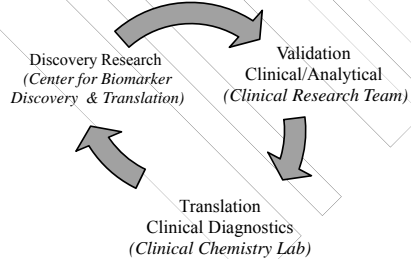 Discovery Research
(Center for Biomarker
Discovery & Translation)
Validation
Clinical/Analytical
(Clinical Research Team)
Translation
Clinical Diagnostics
(Clinical Chemistry Lab)